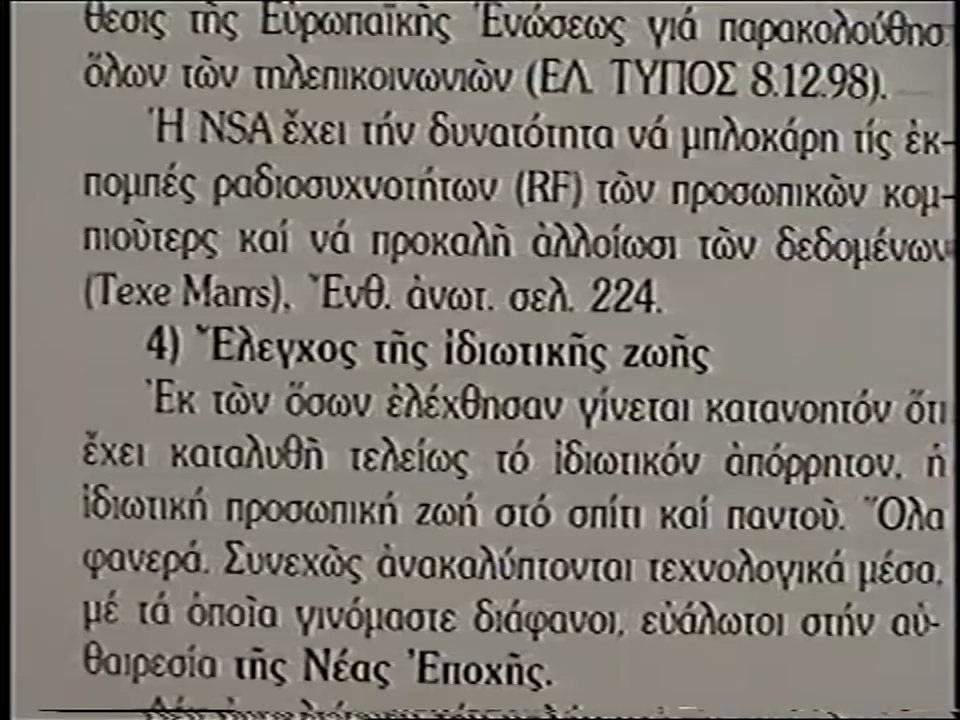 θεσις τῆς Εὐρωπαϊκῆς Ἑνώσεως γιά παρακολούθησ
ὅλων τῶν τηλεπικοινωνιῶν (ΕΛ. ΤΥΠΟΣ 8.12.98).
Ἡ NSA ἔχει τήν δυνατότητα νά μπλοκάρη τίς ἐκ-
πομπές ραδιοσυχνοτήτων (RF) τῶν προσωπικῶν κομ-
πιοῦτερς καί νά προκαλῆ ἀλλοίωσι τῶν δεδομένων
(Texe Marrs), Ἔνθ. ἀνωτ. σελ. 224.
4) Ἔλεγχος τῆς ἰδιωτικῆς ζωῆς
Ἐκ τῶν ὅσων ἐλέχθησαν γίνεται κατανοητόν ὅτι
ἔχει καταλυθῆ τελείως τό ἰδιωτικόν ἀπόρρητον, ἡ
ἰδιωτική προσωπική ζωή στό σπίτι καί παντοῦ. Ὅλα
φανερά. Συνεχῶς ἀνακαλύπτονται τεχνολογικά μέσα,
μέ τά ὁποῖα γινόμαστε διάφανοι, εὐάλωτοι στήν αὐ-
θαιρεσία τῆς Νέας Ἐποχῆς.